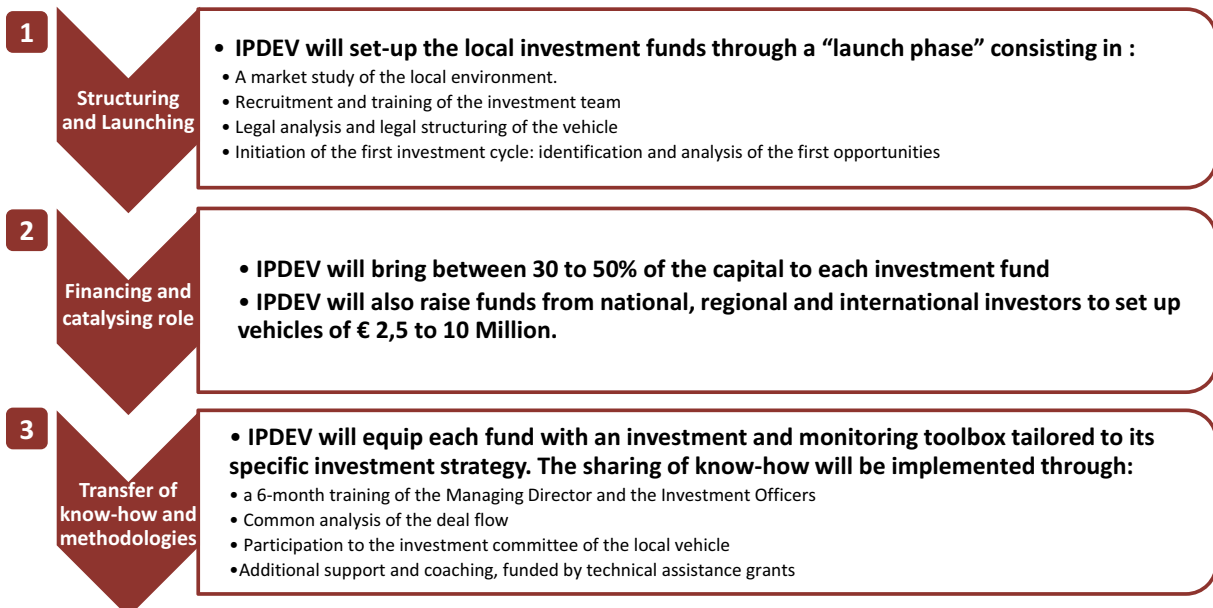 1
Structuring
and Launching
• IPDEV will set-up the local investment funds through a “launch phase” consisting in :
• A market study of the local environment.
• Recruitment and training of the investment team
• Legal analysis and legal structuring of the vehicle
• Initiation of the first investment cycle: identification and analysis of the first opportunities
2
Financing and
catalysing role
• IPDEV will bring between 30 to 50% of the capital to each investment fund
• IPDEV will also raise funds from national, regional and international investors to set up
vehicles of € 2,5 to 10 Million.
3
Transfer of
know-how and
methodologies
• IPDEV will equip each fund with an investment and monitoring toolbox tailored to its
specific investment strategy. The sharing of know-how will be implemented through:
• a 6-month training of the Managing Director and the Investment Officers
• Common analysis of the deal flow
• Participation to the investment committee of the local vehicle
•Additional support and coaching, funded by technical assistance grants